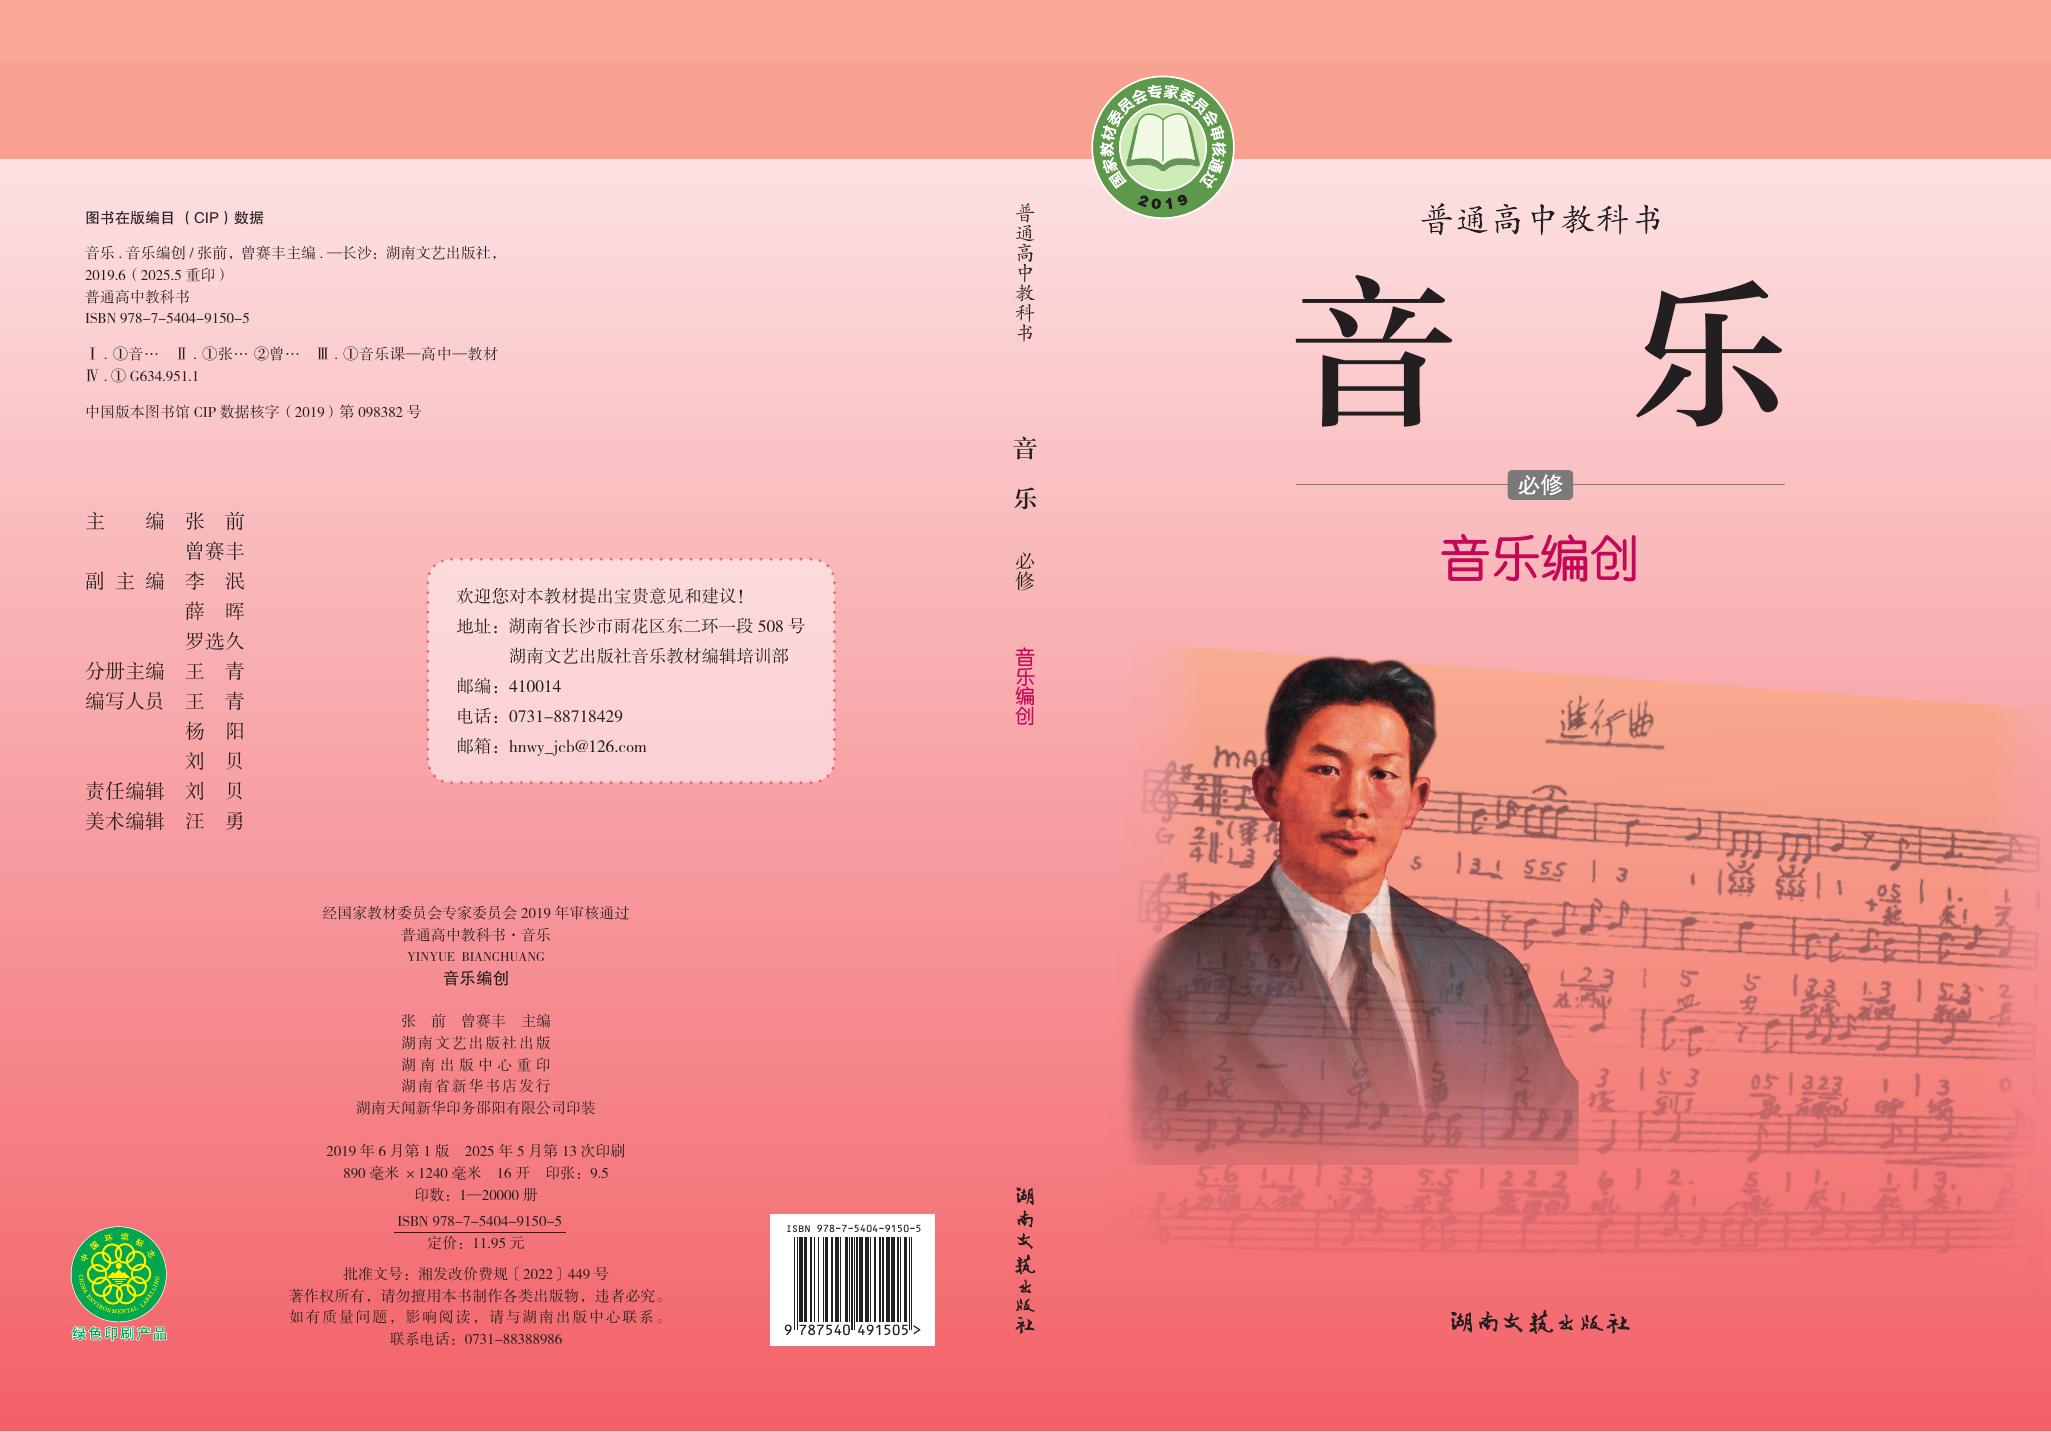 图书在版编目（CIP）数据
音乐 . 音乐编创 / 张前，曾赛丰主编 . —长沙：湖南文艺出版社，
2019.6（2025.5 重印）
普通高中教科书
ISBN 978-7-5404-9150-5
Ⅰ . ①音… Ⅱ . ①张… ②曾… Ⅲ . ①音乐课—高中—教材
Ⅳ . ① G634.951.1
中国版本图书馆 CIP 数据核字（2019）第 098382 号
主 编 张 前
曾赛丰
副 主 编 李 泯
薛 晖
罗选久
分册主编 王 青
编写人员 王 青
杨 阳
刘 贝
责任编辑 刘 贝
美术编辑 汪 勇
欢迎您对本教材提出宝贵意见和建议！
地址：湖南省长沙市雨花区东二环一段 508 号
湖南文艺出版社音乐教材编辑培训部
邮编：410014
电话：0731-88718429
邮箱：hnwy_jcb@126.com
经国家教材委员会专家委员会 2019 年审核通过
普通高中教科书·音乐
YINYUE BIANCHUANG
音乐编创
张 前 曾赛丰 主编
湖南文艺出版社出版
湖南出版中心重印
湖南省新华书店发行
湖南天闻新华印务邵阳有限公司印装
2019 年 6 月第 1 版 2025 年 5 月第 13 次印刷
890 毫米 ×1240 毫米 16 开 印张：9.5
印数：1—20000 册
ISBN 978-7-5404-9150-5
定价：11.95 元
批准文号：湘发改价费规〔2022〕449 号
著作权所有，请勿擅用本书制作各类出版物，违者必究。
如有质量问题，影响阅读，请与湖南出版中心联系。
联系电话：0731-88388986
中国环境标志
CHINA ENVIRONMENTAL LABELLING
绿色印刷产品
ISBN 978-7-5404-9150-5
9 787540 491505 >
普通高中教科书
音乐
必修
音乐编创
湖南文艺出版社
国家教材委员会专家委员会审核通过
2019
普通高中教科书
音 乐
必修
音乐编创
進行曲
湖南文艺出版社